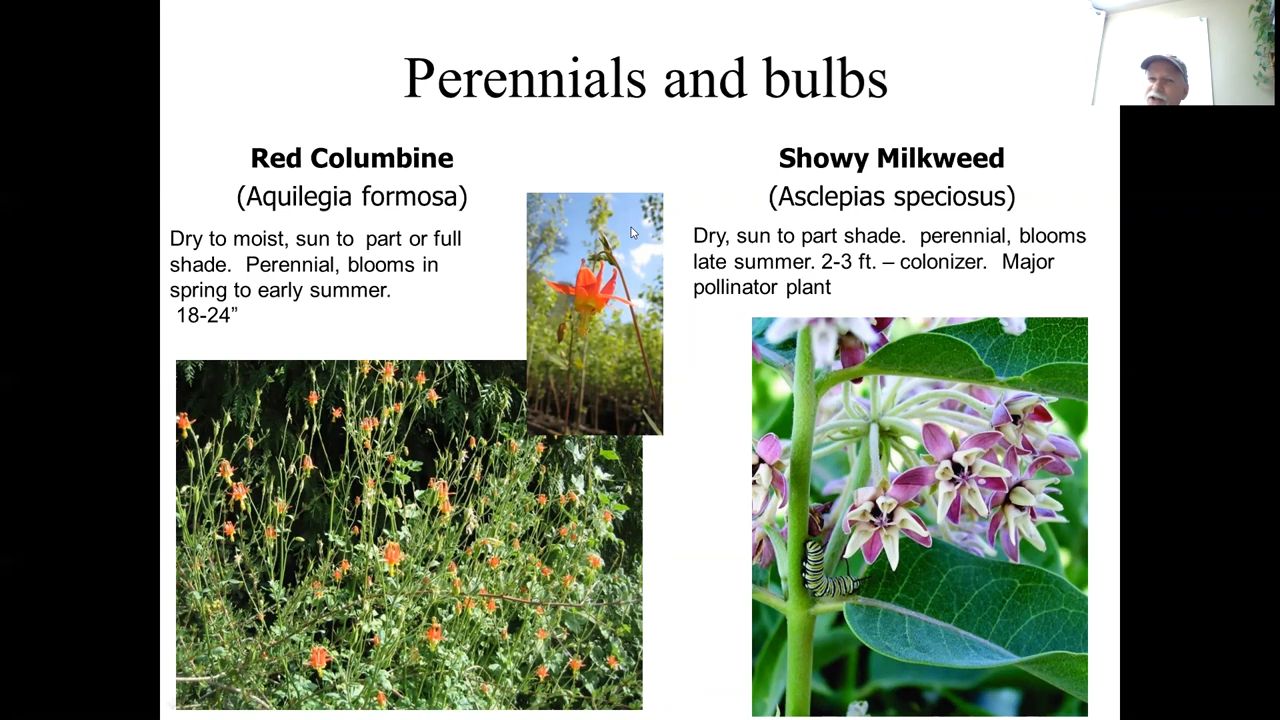 Perennials and bulbs
Red Columbine
(Aquilegia formosa)
Dry to moist, sun to part or full
shade. Perennial, blooms in
spring to early summer.
18-24”
Showy Milkweed
(Asclepias speciosus)
Dry, sun to part shade. perennial, blooms
late summer. 2-3 ft. – colonizer. Major
pollinator plant